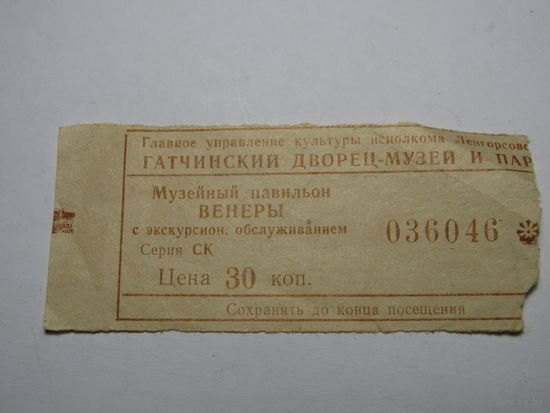 Главное управление культуры исполкома Ленгорсове
ГАТЧИНСКИЙ ДВОРЕЦ-МУЗЕЙ И ПАР
Музейный павильон
ВЕНЕРЫ
с экскурсион. обслуживанием
036046
Серия СК
Цена 30 коп.
Сохранять до конца посещения